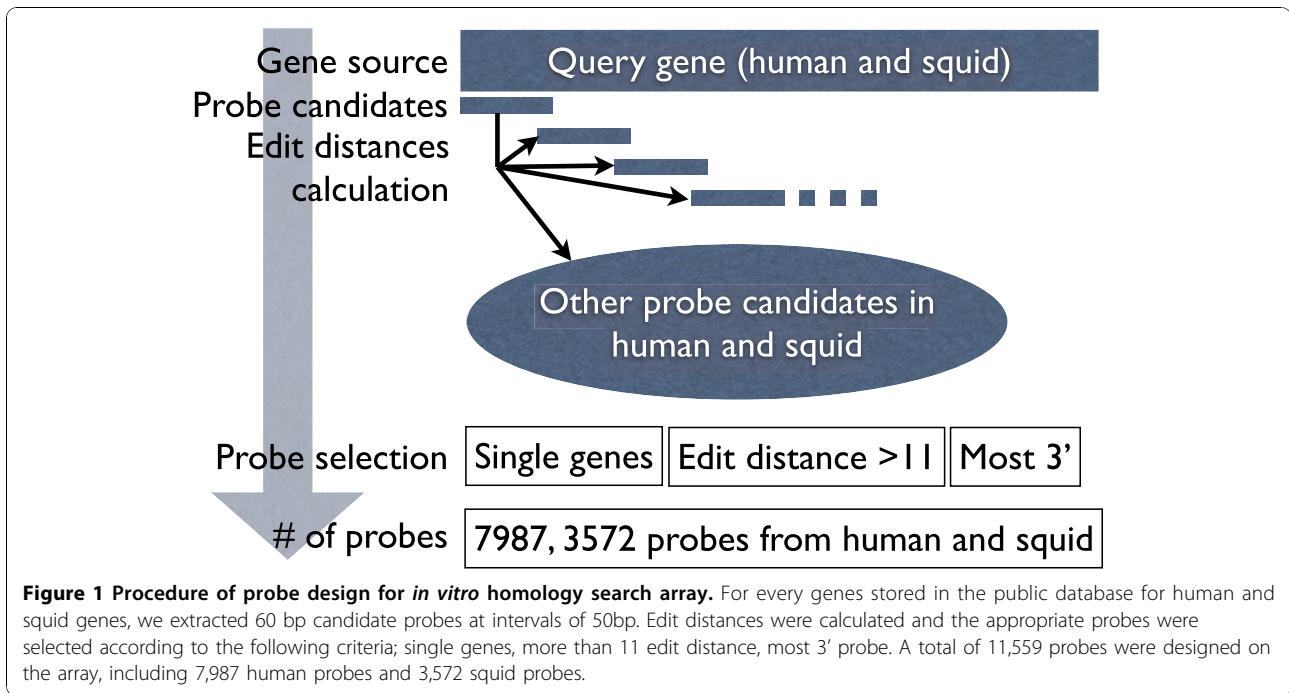 Gene source
Query gene (human and squid)
Probe candidates
Edit distances
calculation
Other probe candidates in
human and squid
Probe selection
Single genes
Edit distance >11
Most 3’
# of probes
7987, 3572 probes from human and squid
Figure 1 Procedure of probe design for in vitro homology search array. For every genes stored in the public database for human and
squid genes, we extracted 60 bp candidate probes at intervals of 50bp. Edit distances were calculated and the appropriate probes were
selected according to the following criteria; single genes, more than 11 edit distance, most 3’ probe. A total of 11,559 probes were designed on
the array, including 7,987 human probes and 3,572 squid probes.